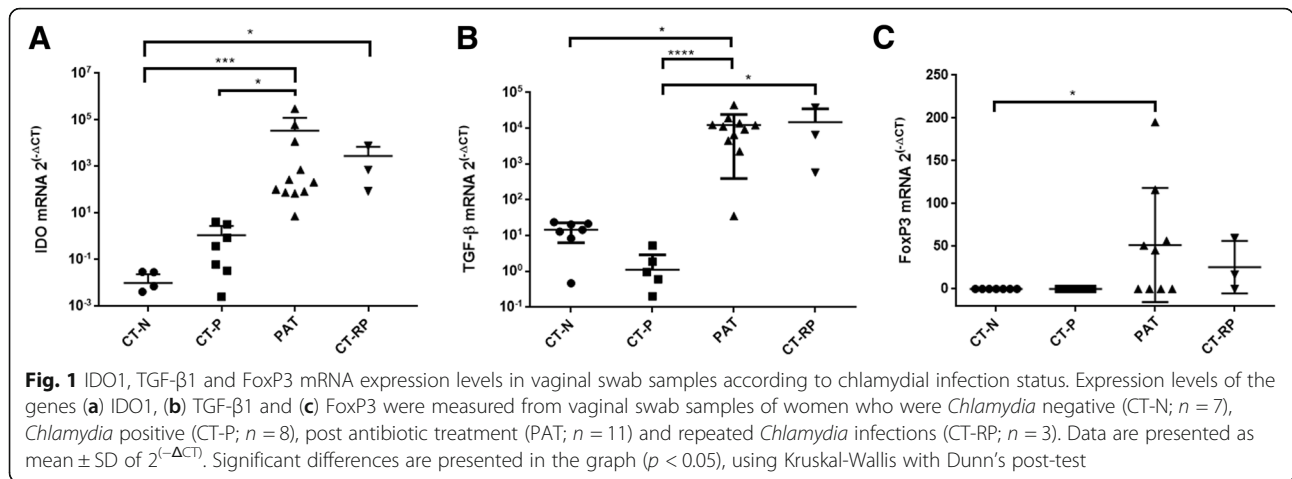 A
*
***
*
IDO mRNA 2^(-ΔCT)
10^7
10^5
10^3
10^1
10^-1
10^-3
CT-N
CT-P
PAT
CT-RP
B
*
****
*
TGF-β mRNA 2^(-ΔCT)
10^5
10^4
10^3
10^2
10^1
10^0
10^-1
CT-N
CT-P
PAT
CT-RP
C
*
FoxP3 mRNA 2^(-ΔCT)
250
200
150
100
50
0
CT-N
CT-P
PAT
CT-RP
Fig. 1 IDO1, TGF-β1 and FoxP3 mRNA expression levels in vaginal swab samples according to chlamydial infection status. Expression levels of the
genes (a) IDO1, (b) TGF-β1 and (c) FoxP3 were measured from vaginal swab samples of women who were Chlamydia negative (CT-N; n = 7),
Chlamydia positive (CT-P; n = 8), post antibiotic treatment (PAT; n = 11) and repeated Chlamydia infections (CT-RP; n = 3). Data are presented as
mean ± SD of 2^(−ΔCT). Significant differences are presented in the graph (p < 0.05), using Kruskal-Wallis with Dunn's post-test